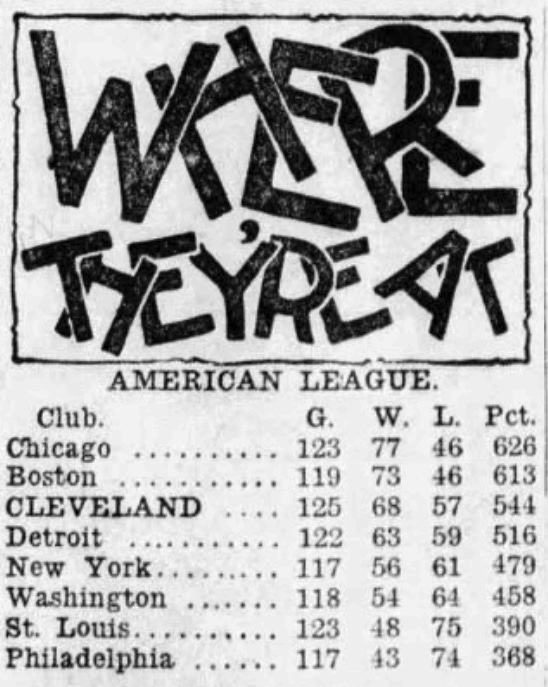 WHERE
THEY'RE AT
AMERICAN LEAGUE.
Club. G. W. L. Pct.
Chicago .......... 123 77 46 626
Boston ........... 119 73 46 613
CLEVELAND .... 125 68 57 544
Detroit ........... 122 63 59 516
New York......... 117 56 61 479
Washington ....... 118 54 64 458
St. Louis.......... 123 48 75 390
Philadelphia ...... 117 43 74 368